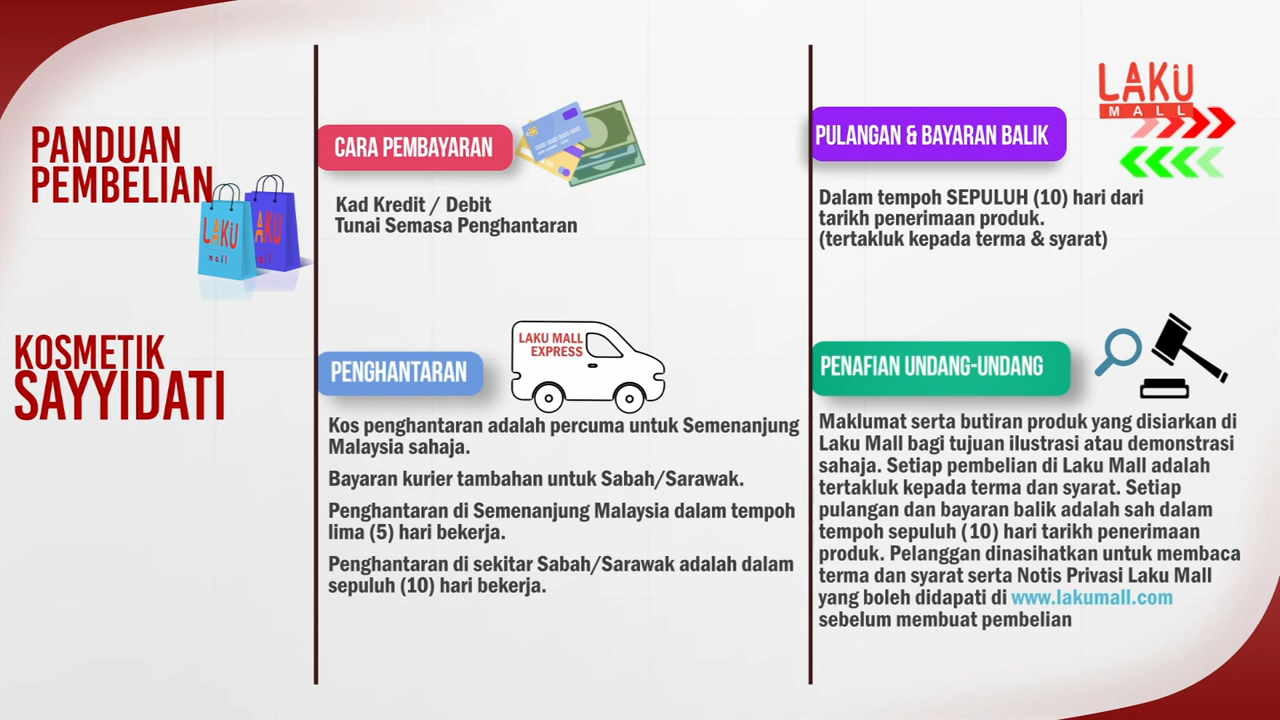 PANDUAN
PEMBELIAN
LAKU
mall
LAKU
mall
KOSMETIK
SAYYIDATI
CARA PEMBAYARAN
Kad Kredit / Debit
Tunai Semasa Penghantaran
PENGHANTARAN
LAKU MALL
EXPRESS
Kos penghantaran adalah percuma untuk Semenanjung
Malaysia sahaja.
Bayaran kurier tambahan untuk Sabah/Sarawak.
Penghantaran di Semenanjung Malaysia dalam tempoh
lima (5) hari bekerja.
Penghantaran di sekitar Sabah/Sarawak adalah dalam
sepuluh (10) hari bekerja.
LAKU
MALL
PULANGAN & BAYARAN BALIK
Dalam tempoh SEPULUH (10) hari dari
tarikh penerimaan produk.
(tertakluk kepada terma & syarat)
PENAFIAN UNDANG-UNDANG
Maklumat serta butiran produk yang disiarkan di
Laku Mall bagi tujuan ilustrasi atau demonstrasi
sahaja. Setiap pembelian di Laku Mall adalah
tertakluk kepada terma dan syarat. Setiap
pulangan dan bayaran balik adalah sah dalam
tempoh sepuluh (10) hari tarikh penerimaan
produk. Pelanggan dinasihatkan untuk membaca
terma dan syarat serta Notis Privasi Laku Mall
yang boleh didapati di www.lakumall.com
sebelum membuat pembelian